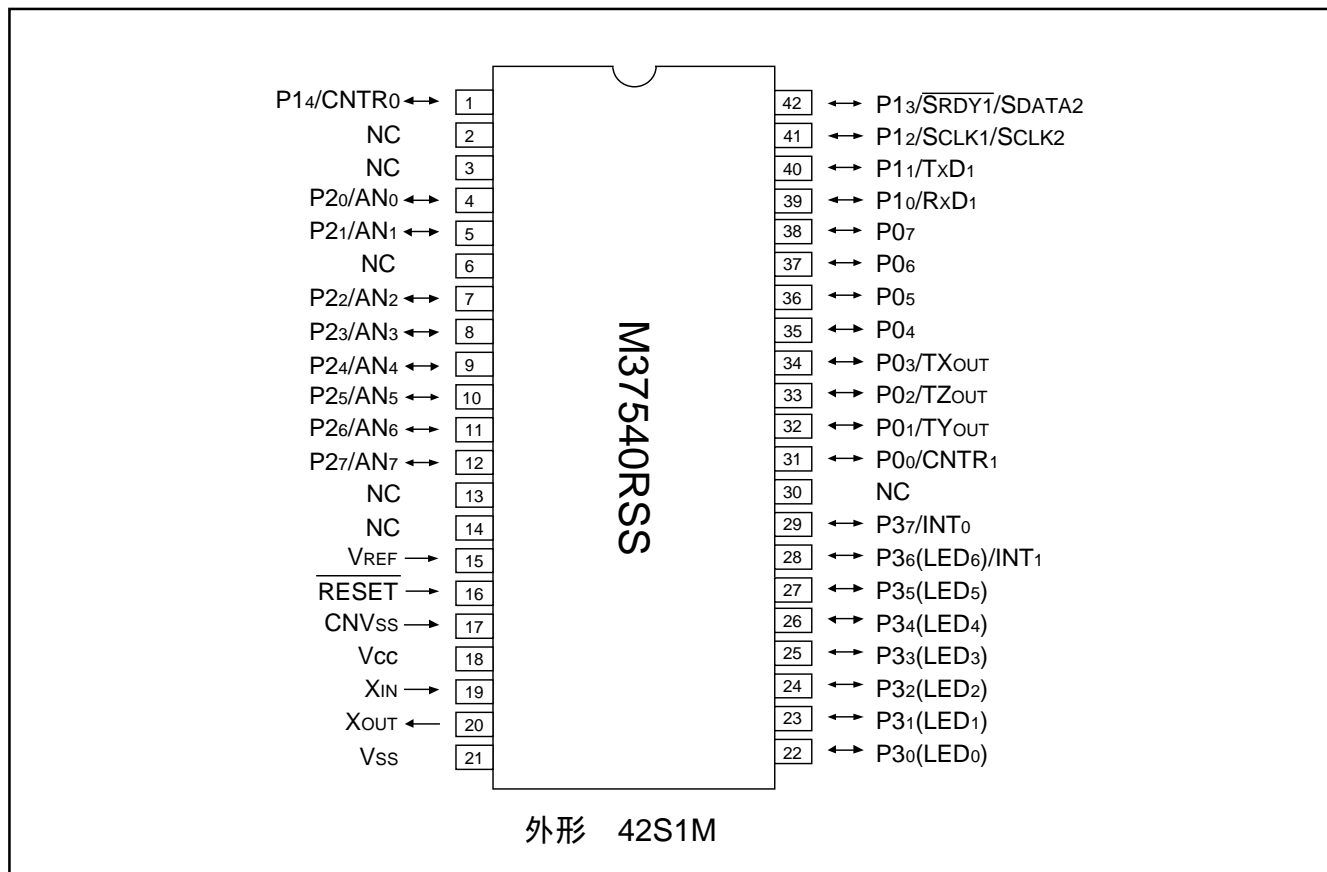 P14/CNTR0 1
NC 2
NC 3
P20/AN0 4
P21/AN1 5
NC 6
P22/AN2 7
P23/AN3 8
P24/AN4 9
P25/AN5 10
P26/AN6 11
P27/AN7 12
NC 13
NC 14
VREF 15
RESET 16
CNVSS 17
Vcc 18
XIN 19
XOUT 20
VSS 21
M37540RSS
42 P13/SRDY1/SDATA2
41 P12/SCLK1/SCLK2
40 P11/TXD1
39 P10/RXD1
38 P07
37 P06
36 P05
35 P04
34 P03/TXOUT
33 P02/TZOUT
32 P01/TYOUT
31 P00/CNTR1
30 NC
29 P37/INT0
28 P36(LED6)/INT1
27 P35(LED5)
26 P34(LED4)
25 P33(LED3)
24 P32(LED2)
23 P31(LED1)
22 P30(LED0)
外形 42S1M